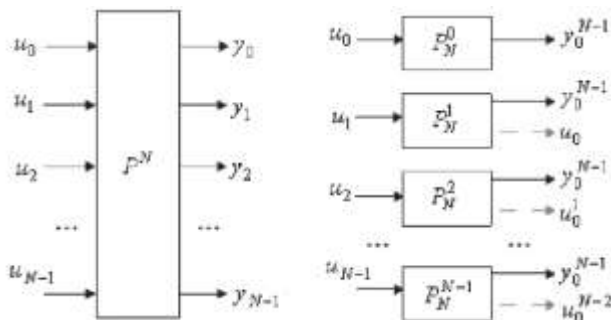 u_0 y_0
u_1 y_1
u_2 P^N y_2
... ...
u_{N-1} y_{N-1}
u_0 P_N^0 y_0^{N-1}
u_1 P_N^1 y_0^{N-1}
u_0
u_2 P_N^2 y_0^{N-1}
u_0^1
... ...
u_{N-1} P_N^{N-1} y_0^{N-1}
u_0^{N-2}